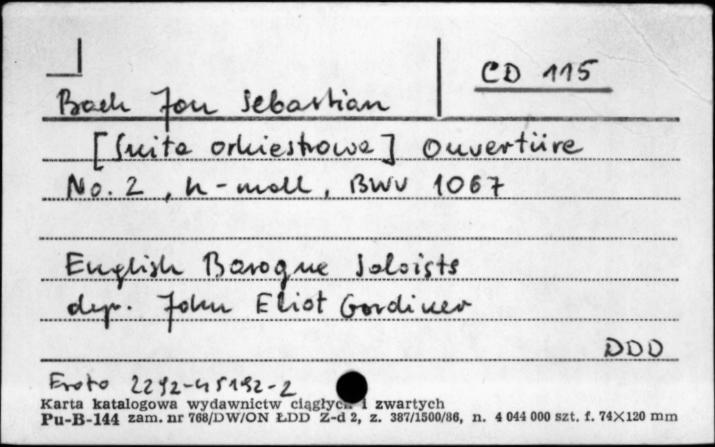 CD 115
Bach Jan Sebastian
[Suita orkiestrowa] Ouvertüre
No. 2, h-moll, BWV 1067
English Baroque Soloists
dyr. John Eliot Gardiner
DDD
Erato 2292-45192-2
Karta katalogowa wydawnictw ciągłych i zwartych
Pu-B-144 zam. nr 768/DW/ON ŁDD Z-d 2, z. 387/1500/86, n. 4 044 000 szt. f. 74×120 mm